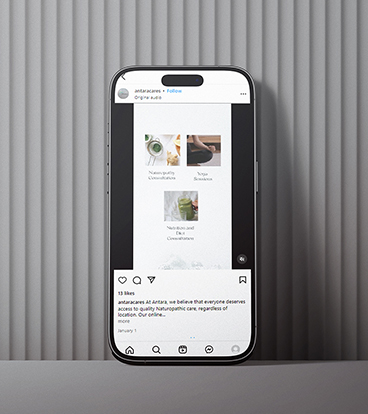 antaracares • Follow
Original audio
Naturopathy
Consultation
Yoga
Sessions
Nutrition and
Diet
Consultation
13 likes
antaracares At Antara, we believe that everyone deserves
access to quality Naturopathic care, regardless of
location. Our online...
more
January 1